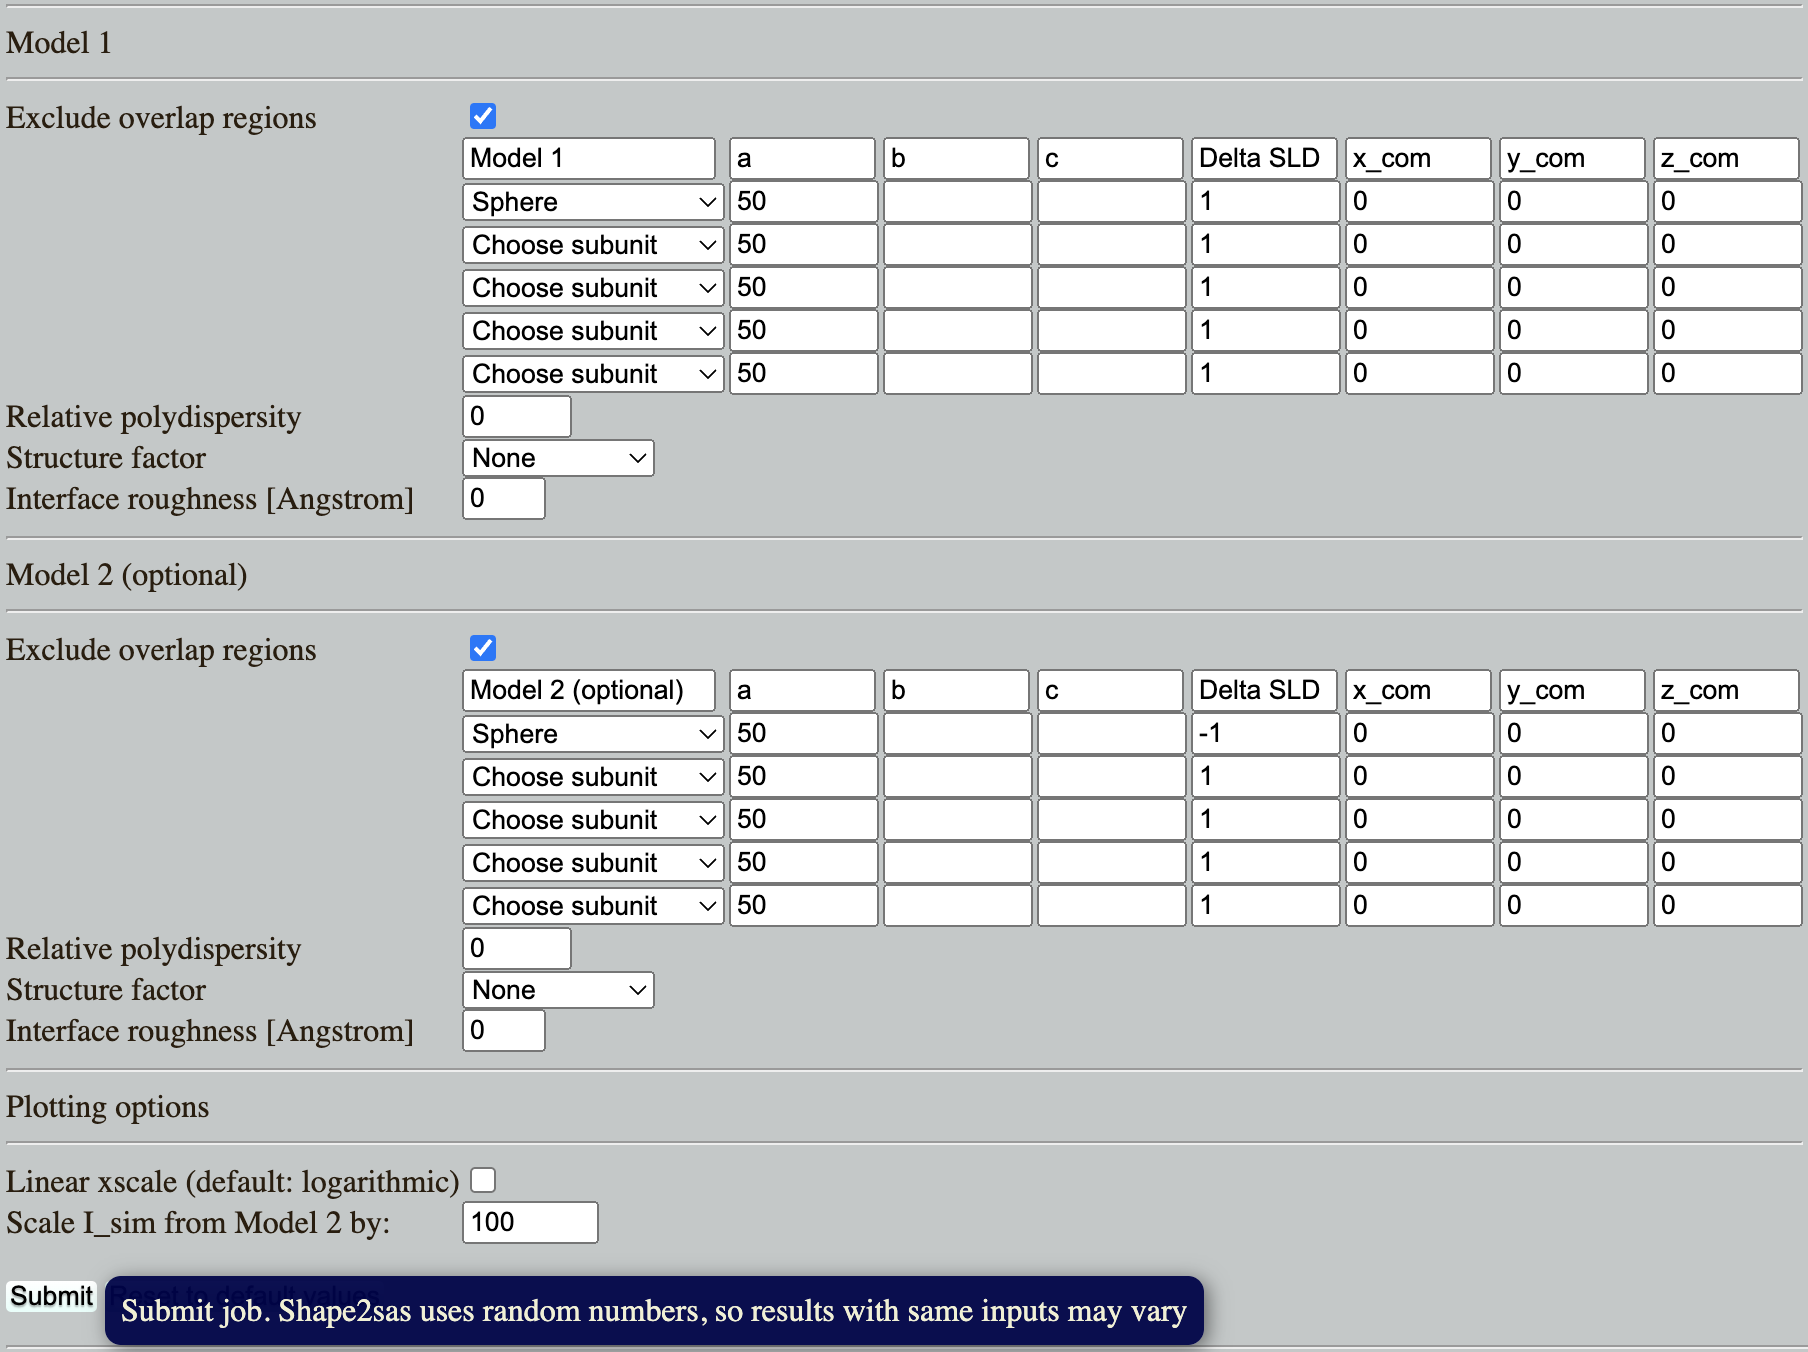 Model 1
Exclude overlap regions
Model 1 a b c Delta SLD x_com y_com z_com
Sphere 50 1 0 0 0
Choose subunit 50 1 0 0 0
Choose subunit 50 1 0 0 0
Choose subunit 50 1 0 0 0
Choose subunit 50 1 0 0 0
Relative polydispersity 0
Structure factor None
Interface roughness [Angstrom] 0
Model 2 (optional)
Exclude overlap regions
Model 2 (optional) a b c Delta SLD x_com y_com z_com
Sphere 50 -1 0 0 0
Choose subunit 50 1 0 0 0
Choose subunit 50 1 0 0 0
Choose subunit 50 1 0 0 0
Choose subunit 50 1 0 0 0
Relative polydispersity 0
Structure factor None
Interface roughness [Angstrom] 0
Plotting options
Linear xscale (default: logarithmic)
Scale I_sim from Model 2 by: 100
Submit Reset to default values
Submit job. Shape2sas uses random numbers, so results with same inputs may vary